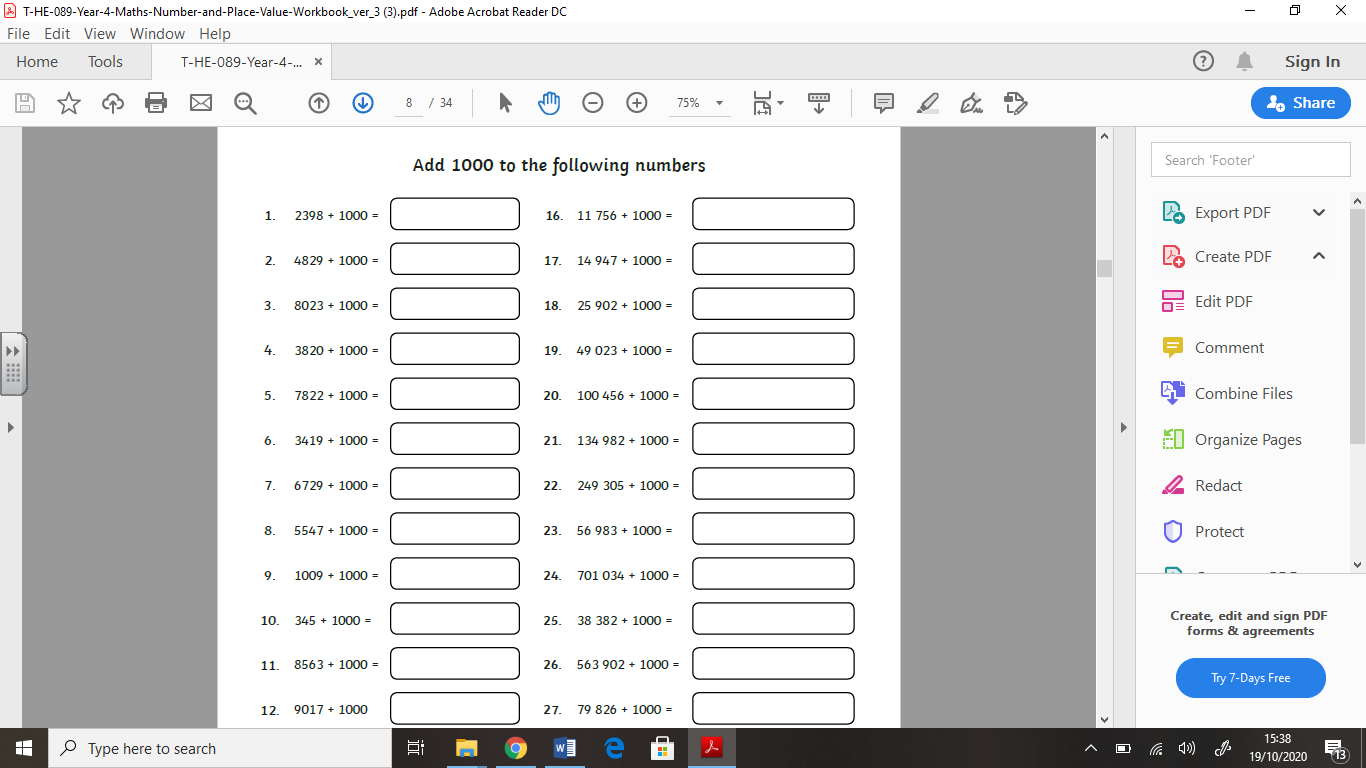 T-HE-089-Year-4-Maths-Number-and-Place-Value-Workbook_ver_3 (3).pdf - Adobe Acrobat Reader DC
File Edit View Window Help
Home Tools T-HE-089-Year-4-... × Sign In
8 / 34 75% Share
Add 1000 to the following numbers
1. 2398 + 1000 =
2. 4829 + 1000 =
3. 8023 + 1000 =
4. 3820 + 1000 =
5. 7822 + 1000 =
6. 3419 + 1000 =
7. 6729 + 1000 =
8. 5547 + 1000 =
9. 1009 + 1000 =
10. 345 + 1000 =
11. 8563 + 1000 =
12. 9017 + 1000
16. 11 756 + 1000 =
17. 14 947 + 1000 =
18. 25 902 + 1000 =
19. 49 023 + 1000 =
20. 100 456 + 1000 =
21. 134 982 + 1000 =
22. 249 305 + 1000 =
23. 56 983 + 1000 =
24. 701 034 + 1000 =
25. 38 382 + 1000 =
26. 563 902 + 1000 =
27. 79 826 + 1000 =
Search 'Footer'
Export PDF
Create PDF
Edit PDF
Comment
Combine Files
Organize Pages
Redact
Protect
Create, edit and sign PDF
forms & agreements
Try 7-Days Free
Type here to search
15:38
19/10/2020
13